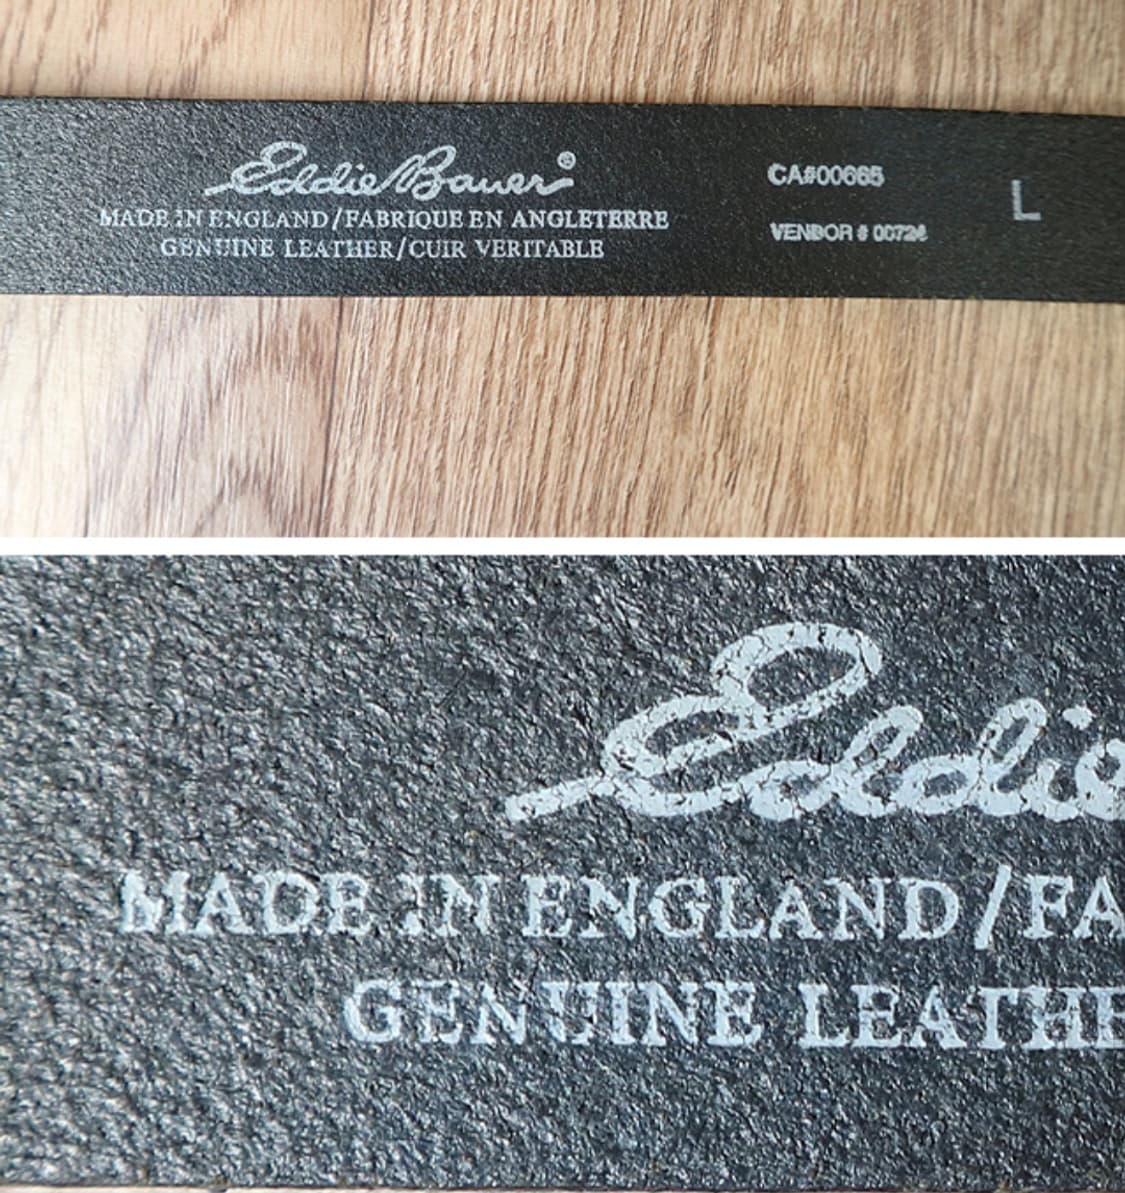 Eddie Bauer®
MADE IN ENGLAND/FABRIQUE EN ANGLETERRE
GENUINE LEATHER/CUIR VERITABLE
CA#00665
VENDOR # 00724
L
Eddie
MADE IN ENGLAND/FA
GENUINE LEATHE